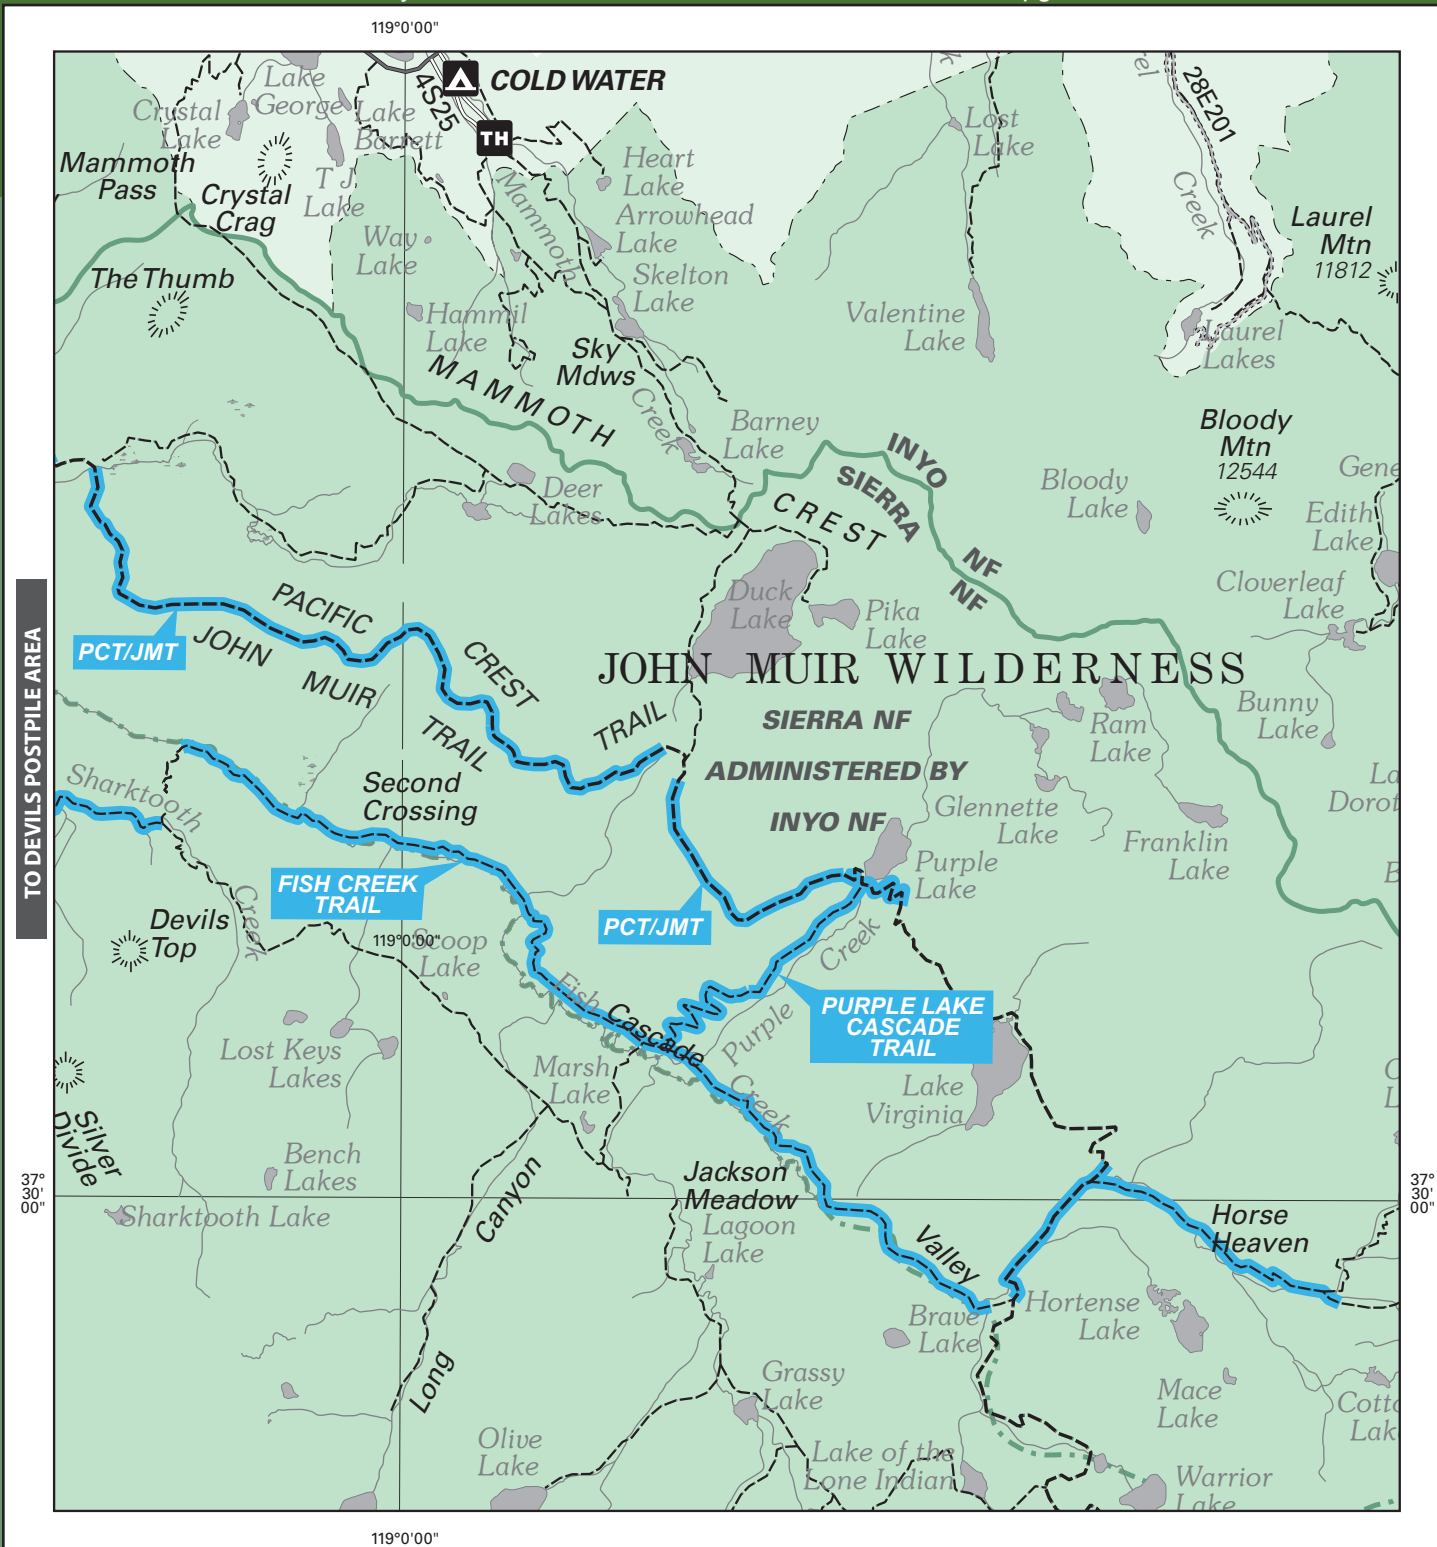 119°0'00"
COLD WATER
4S25
TH
28E201
Lake
George
Crystal
Lake
Lake
Barrett
Lost
Lake
Creek
Mammoth
Pass
Crystal
Crag
T J
Lake
Heart
Lake
Mammoth
Arrowhead
Lake
Laurel
Mtn
11812
Way
Lake
The Thumb
Skelton
Lake
Hammil
Lake
Valentine
Lake
Laurel
Lakes
Sky
Mdws
MAMMOTH
Creek
Barney
Lake
Bloody
Mtn
12544
INYO
SIERRA
NF
NF
CREST
Bloody
Lake
Edith
Lake
Deer
Lakes
Cloverleaf
Lake
Duck
Lake
Pika
Lake
PACIFIC
CREST
TRAIL
JOHN
MUIR
TRAIL
PCT/JMT
TO DEVILS POSTPILE AREA
JOHN MUIR WILDERNESS
SIERRA NF
ADMINISTERED BY
INYO NF
Ram
Lake
Bunny
Lake
Sharktooth
Creek
Second
Crossing
Glennette
Lake
Franklin
Lake
Purple
Lake
FISH CREEK
TRAIL
PCT/JMT
Devils
Top
119°0'00"
Scoop
Lake
Creek
Purple
Fish
Creek
Cascade
Valley
PURPLE LAKE
CASCADE
TRAIL
Lost Keys
Lakes
Marsh
Lake
Lake
Virginia
Silver
Divide
Bench
Lakes
Jackson
Meadow
37°
30'
00"
37°
30'
00"
Sharktooth Lake
Canyon
Long
Lagoon
Lake
Horse
Heaven
Brave
Lake
Hortense
Lake
Grassy
Lake
Mace
Lake
Olive
Lake
Lake of the
Lone Indian
Warrior
Lake
119°0'00"